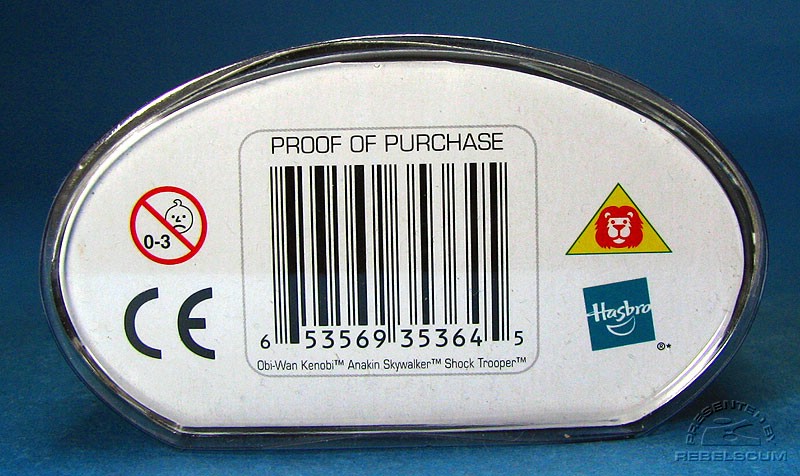 PROOF OF PURCHASE
0-3
CE
Hasbro
®*
6 53569 35364 5
Obi-Wan Kenobi™ Anakin Skywalker™ Shock Trooper™
PRESENTED BY
REBELSCUM